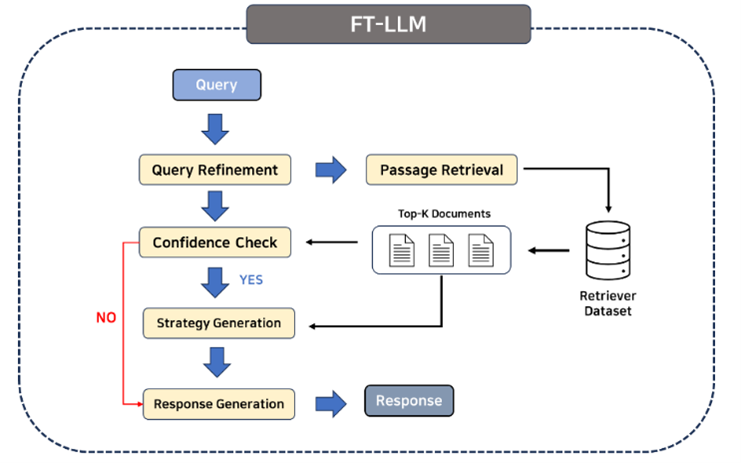 FT-LLM
Query
Query Refinement
Passage Retrieval
Top-K Documents
Confidence Check
YES
Retriever
Dataset
NO
Strategy Generation
Response Generation
Response